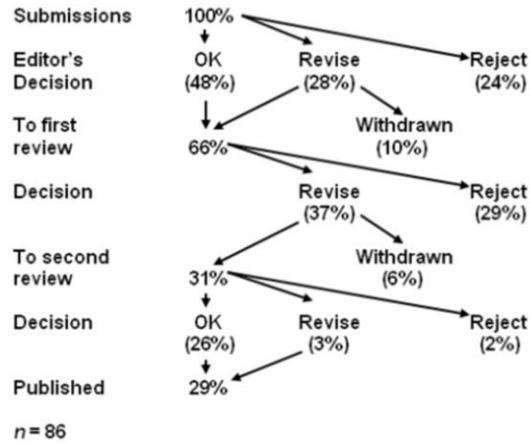 Submissions 100%
Editor's OK Revise Reject
Decision (48%) (28%) (24%)
To first Withdrawn
review 66% (10%)
Decision Revise Reject
(37%) (29%)
To second Withdrawn
review 31% (6%)
Decision OK Revise Reject
(26%) (3%) (2%)
Published 29%
n = 86